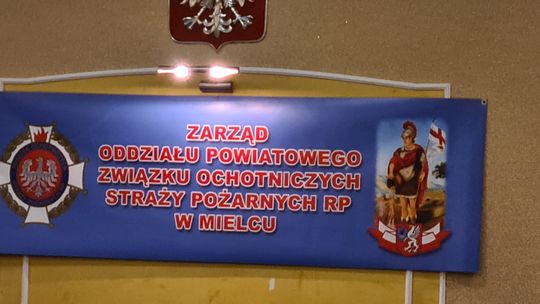 ZARZĄD
ODDZIAŁU POWIATOWEGO
ZWIĄZKU OCHOTNICZYCH
STRAŻY POŻARNYCH RP
W MIELCU